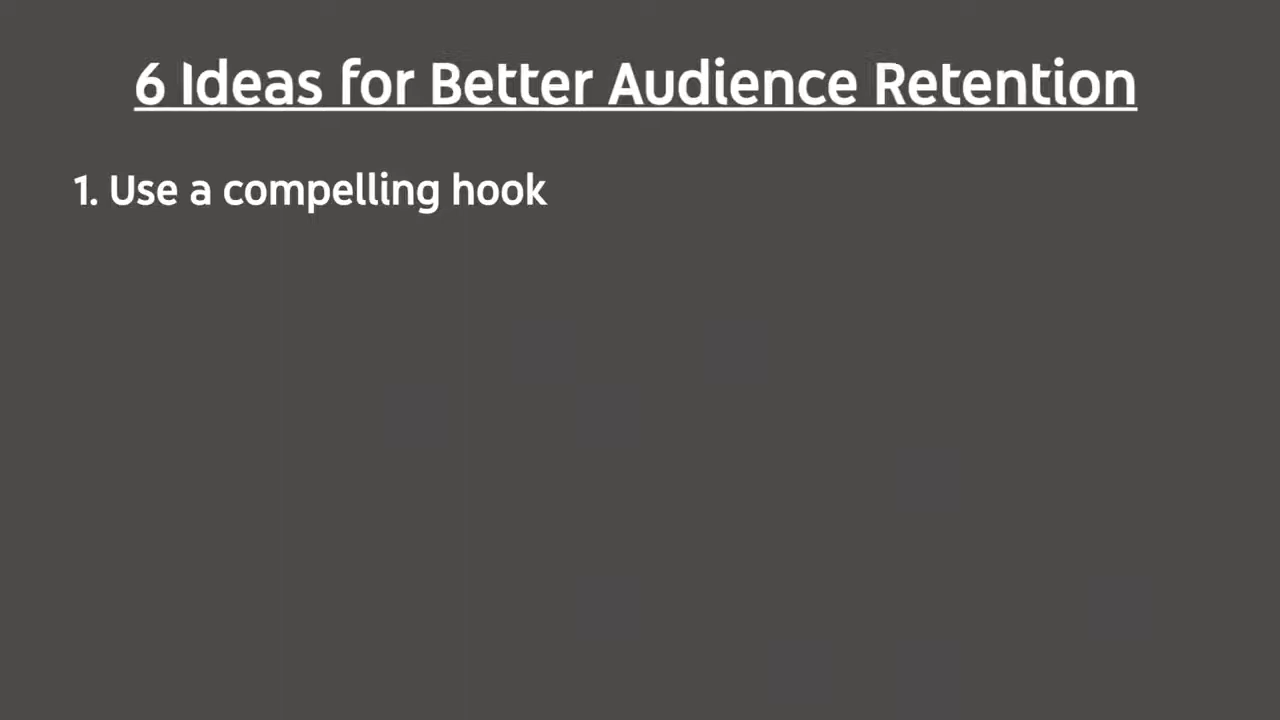 6 Ideas for Better Audience Retention
1. Use a compelling hook